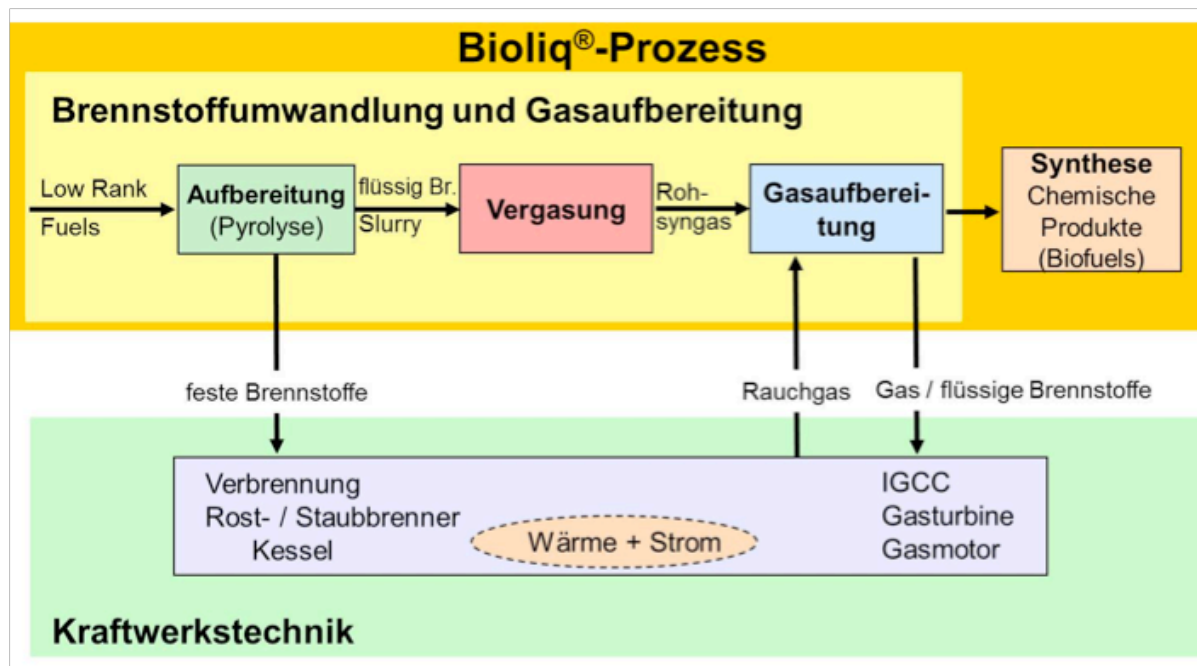 Bioliq®-Prozess
Brennstoffumwandlung und Gasaufbereitung
Low Rank
Fuels
Aufbereitung
(Pyrolyse)
flüssig Br.
Slurry
Vergasung
Roh-
syngas
Gasaufberei-
tung
Synthese
Chemische
Produkte
(Biofuels)
feste Brennstoffe
Rauchgas
Gas / flüssige Brennstoffe
Verbrennung
Rost- / Staubbrenner
Kessel
Wärme + Strom
IGCC
Gasturbine
Gasmotor
Kraftwerkstechnik